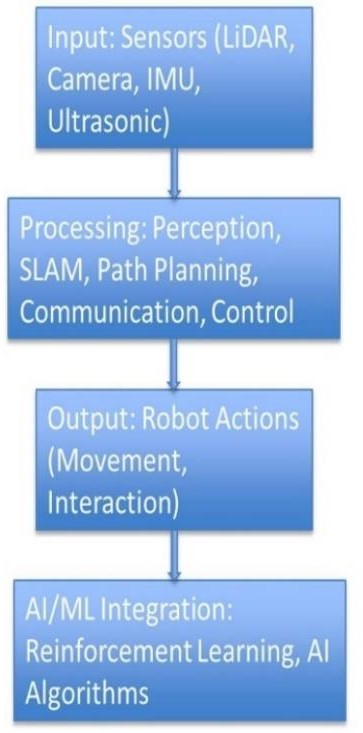 Input: Sensors (LiDAR,
Camera, IMU,
Ultrasonic)
Processing: Perception,
SLAM, Path Planning,
Communication, Control
Output: Robot Actions
(Movement,
Interaction)
AI/ML Integration:
Reinforcement Learning, AI
Algorithms